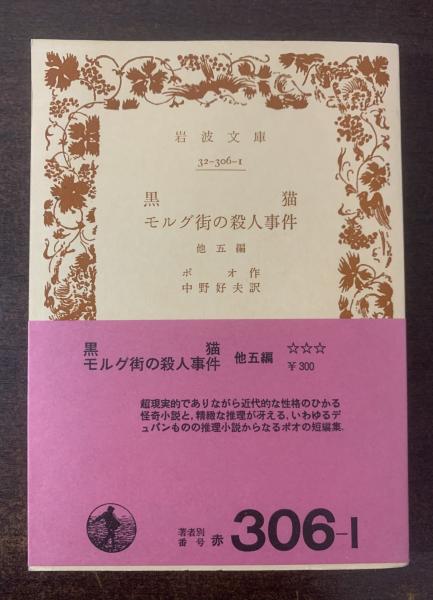 岩波文庫
32-306-1
黒猫
モルグ街の殺人事件
他五編
ポオ作
中野好夫訳
黒猫
モルグ街の殺人事件 他五編
☆☆☆
￥300
超現実的でありながら近代的な性格のひかる
怪奇小説と，精緻な推理が冴える，いわゆるデ
ュパンものの推理小説からなるポオの短編集．
著者別
番号 赤 306-1